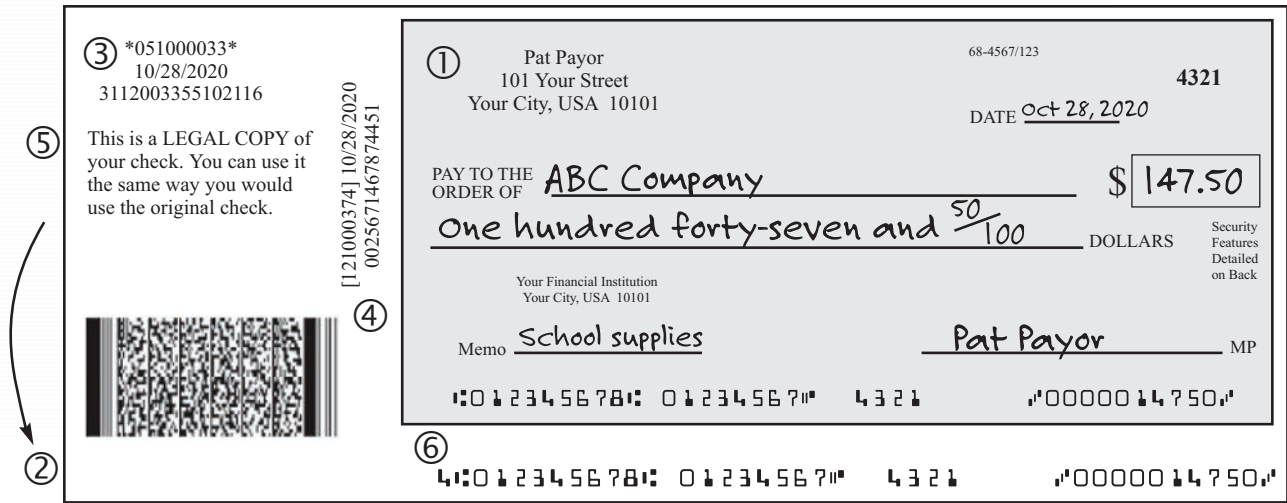 ③ *051000033*
10/28/2020
3112003355102116
⑤ This is a LEGAL COPY of
your check. You can use it
the same way you would
use the original check.
②
[121000374] 10/28/2020
0025671467874451
④
① Pat Payor
101 Your Street
Your City, USA 10101
68-4567/123
4321
DATE Oct 28, 2020
PAY TO THE
ORDER OF ABC Company $ 147.50
One hundred forty-seven and 50/100 DOLLARS
Security
Features
Detailed
on Back
Your Financial Institution
Your City, USA 10101
Memo School supplies Pat Payor MP
⑆012345678⑆ 01234567⑈ 4321 ⑇0000014750⑇
⑥
4⑆012345678⑆ 01234567⑈ 4321 ⑇0000014750⑇